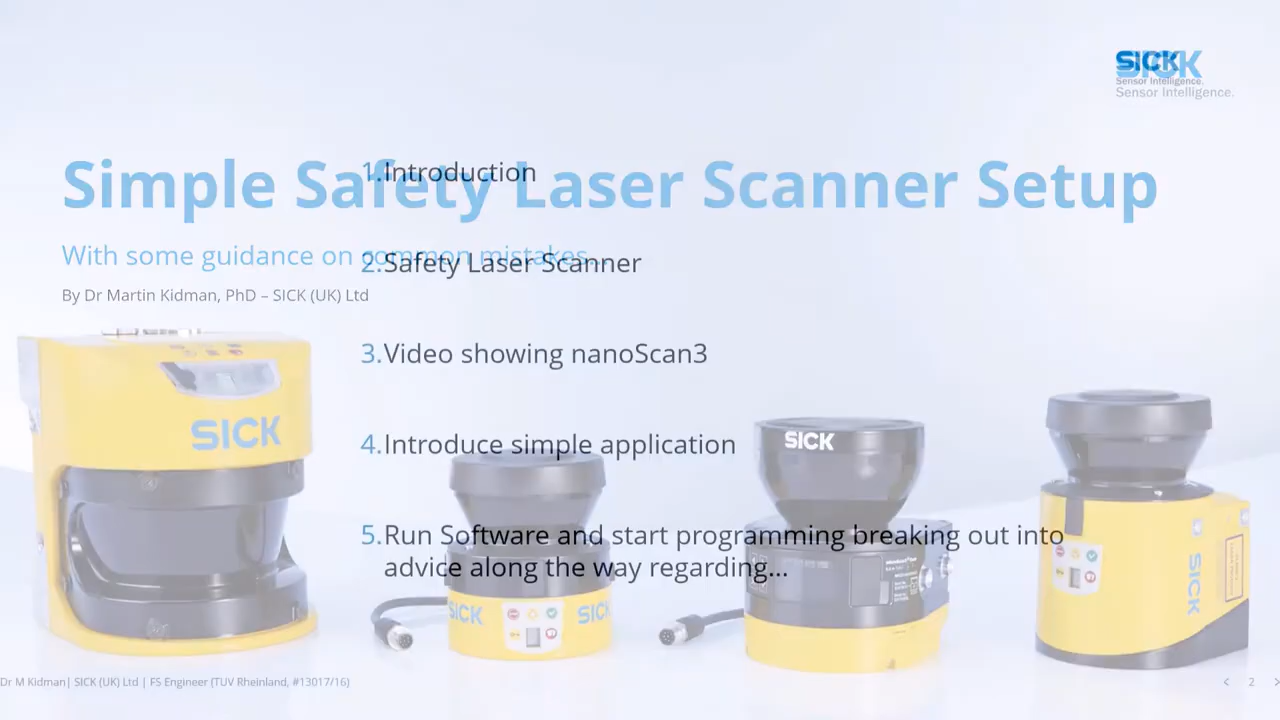 SICK
Sensor Intelligence.
SICK
Sensor Intelligence.
Simple Safety Laser Scanner Setup
With some guidance on common mistakes...
By Dr Martin Kidman, PhD – SICK (UK) Ltd
1. Introduction
2. Safety Laser Scanner
3. Video showing nanoScan3
4. Introduce simple application
5. Run Software and start programming breaking out into
advice along the way regarding...
SICK
SICK
SICK
SICK
SICK
Dr M Kidman| SICK (UK) Ltd | FS Engineer (TUV Rheinland, #13017/16)
< 2 >